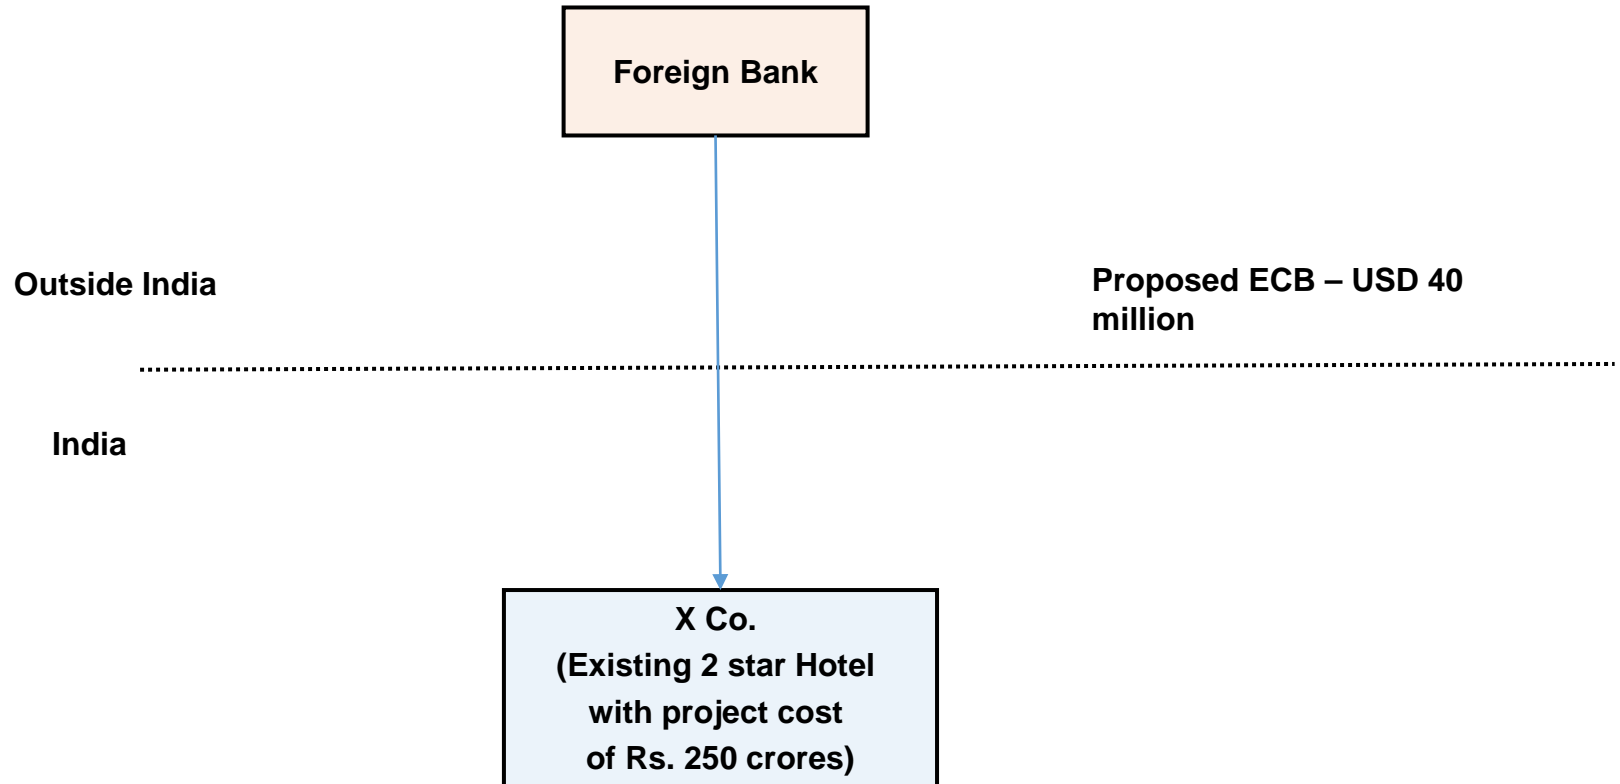 Foreign Bank
Outside India
Proposed ECB – USD 40
million
India
X Co.
(Existing 2 star Hotel
with project cost
of Rs. 250 crores)